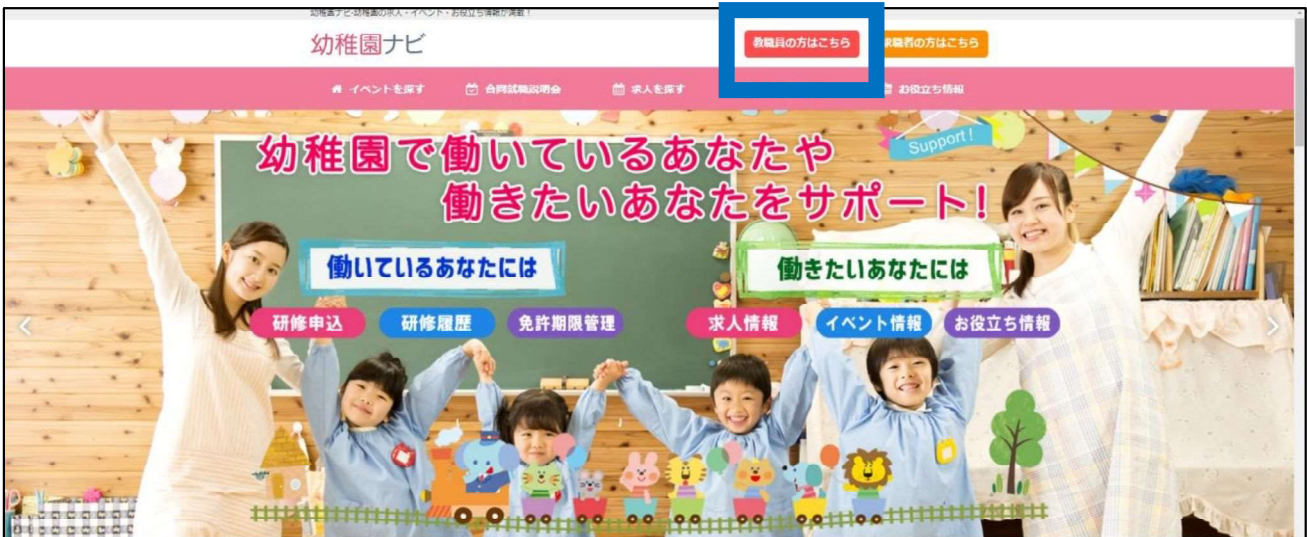 幼稚園ナビ-幼稚園の求人・イベント・お役立ち情報が満載！
幼稚園ナビ
教職員の方はこちら
求職者の方はこちら
イベントを探す
合同就職説明会
求人を探す
お役立ち情報
Support!
幼稚園で働いているあなたや
働きたいあなたをサポート!
働いているあなたには
働きたいあなたには
研修申込
研修履歴
免許期限管理
求人情報
イベント情報
お役立ち情報